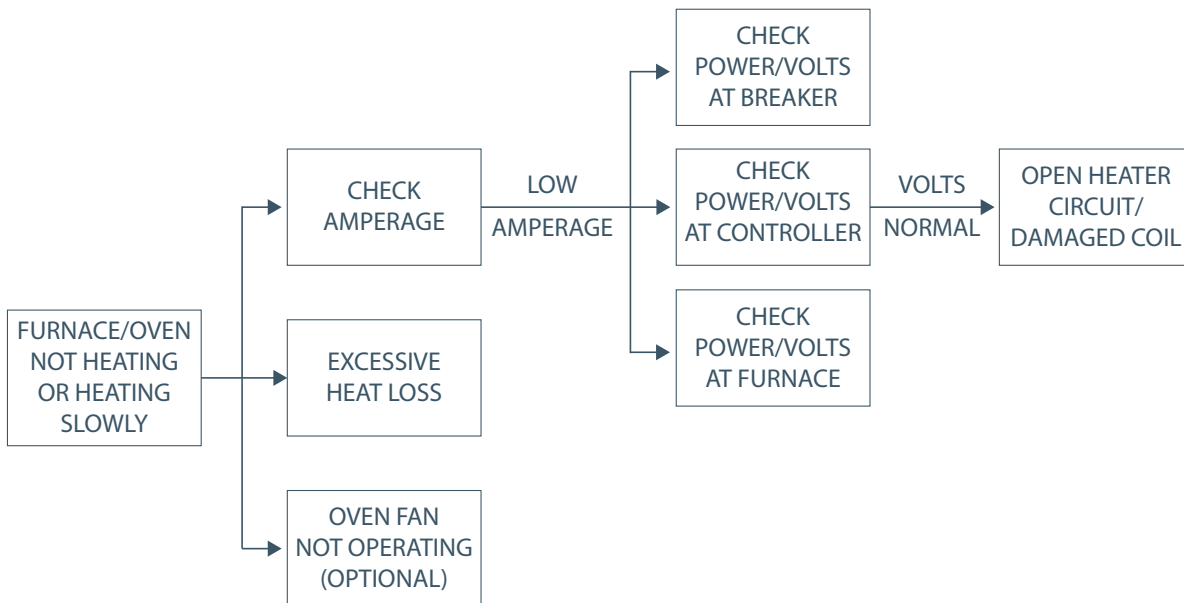 FURNACE/OVEN
NOT HEATING
OR HEATING
SLOWLY
CHECK
AMPERAGE
EXCESSIVE
HEAT LOSS
OVEN FAN
NOT OPERATING
(OPTIONAL)
LOW
AMPERAGE
CHECK
POWER/VOLTS
AT BREAKER
CHECK
POWER/VOLTS
AT CONTROLLER
CHECK
POWER/VOLTS
AT FURNACE
VOLTS
NORMAL
OPEN HEATER
CIRCUIT/
DAMAGED COIL